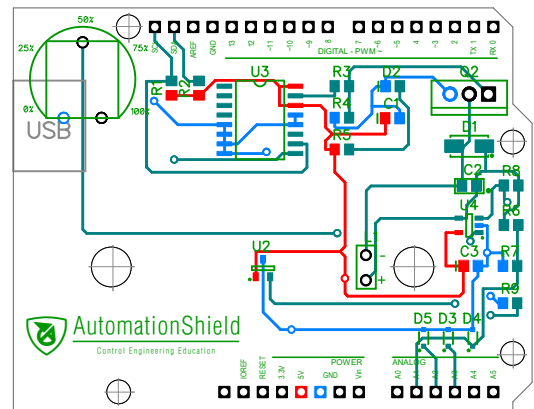 50%
25%
75%
0%
100%
USB
SCL
SDA
AREF
GND
13
12
~11
~10
~9
8
7
~6
~5
4
~3
2
TX 1
RX 0
DIGITAL - PWM ~
R1
R2
U3
R3
D2
Q2
R4
C1
R5
D1
C2
R8
U4
R6
U2
C3
R7
-
+
R9
D5 D3 D4
AutomationShield
Control Engineering Education
POWER
ANALOG
IOREF
RESET
3.3V
5V
GND
Vin
A0
A1
A4
A5